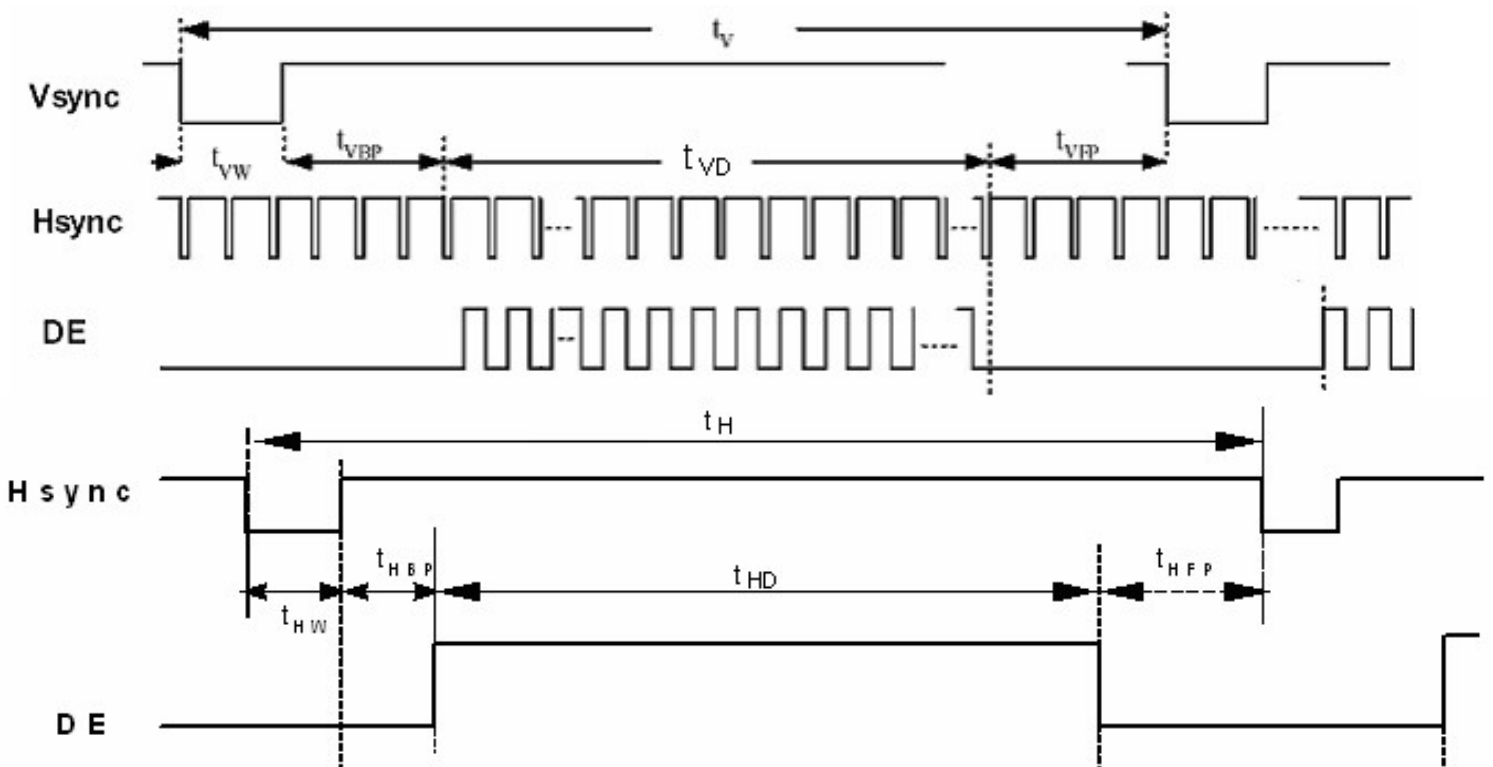 tV
Vsync
tVW
tVBP
tVD
tVFP
Hsync
DE
tH
Hsync
tHW
tHBP
tHD
tHFP
DE